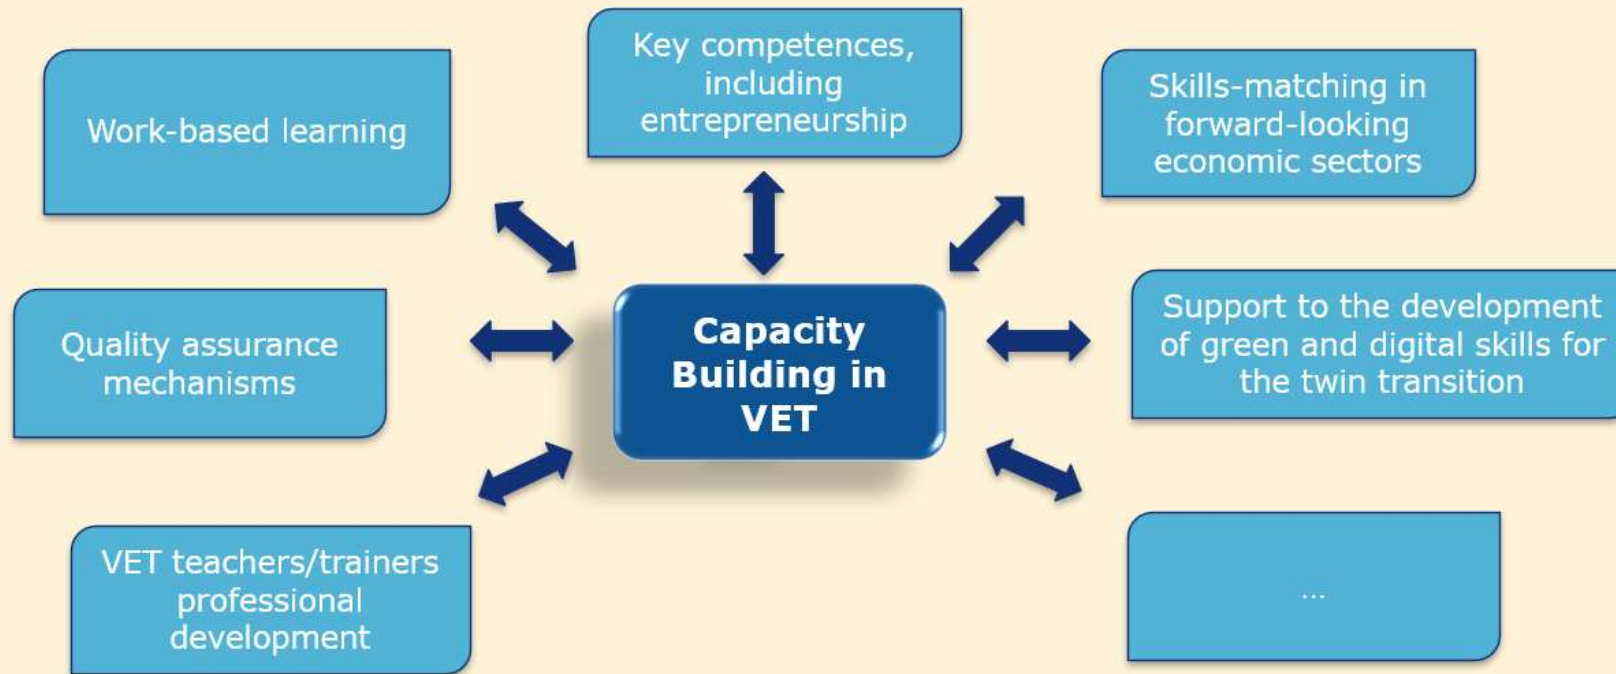 Key competences,
including
entrepreneurship
Work-based learning
Skills-matching in
forward-looking
economic sectors
Quality assurance
mechanisms
Capacity
Building in
VET
Support to the development
of green and digital skills for
the twin transition
VET teachers/trainers
professional
development
...